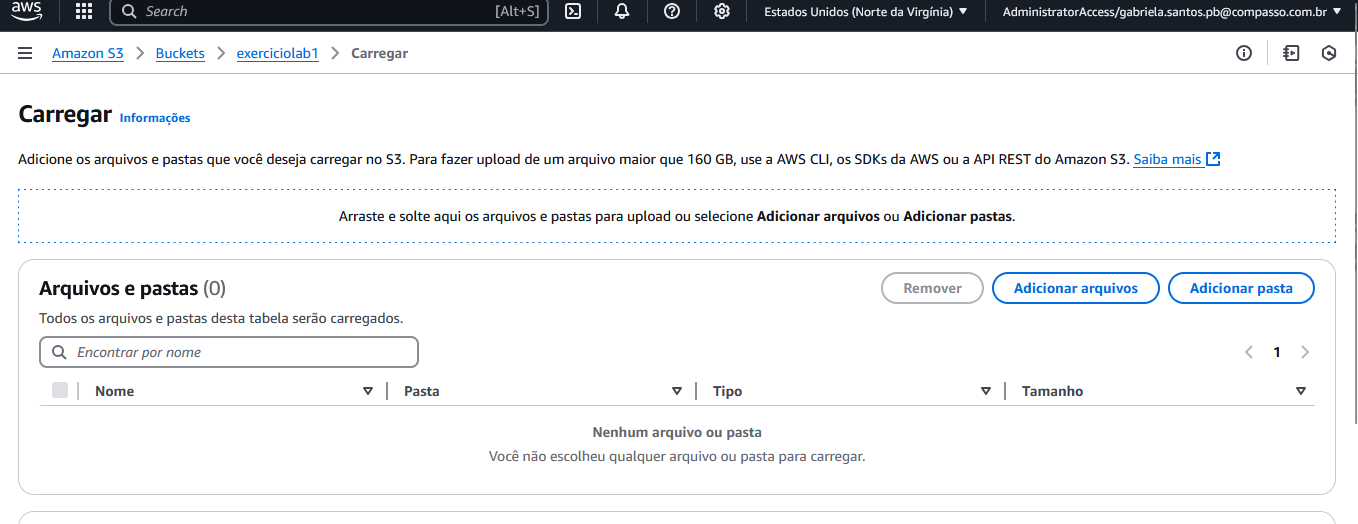 aws
Search [Alt+S] Estados Unidos (Norte da Virgínia) AdministratorAccess/gabriela.santos.pb@compasso.com.br
Amazon S3 Buckets exerciciolab1 Carregar
Carregar Informações
Adicione os arquivos e pastas que você deseja carregar no S3. Para fazer upload de um arquivo maior que 160 GB, use a AWS CLI, os SDKs da AWS ou a API REST do Amazon S3. Saiba mais
Arraste e solte aqui os arquivos e pastas para upload ou selecione Adicionar arquivos ou Adicionar pastas.
Arquivos e pastas (0) Remover Adicionar arquivos Adicionar pasta
Todos os arquivos e pastas desta tabela serão carregados.
Encontrar por nome 1
Nome Pasta Tipo Tamanho
Nenhum arquivo ou pasta
Você não escolheu qualquer arquivo ou pasta para carregar.